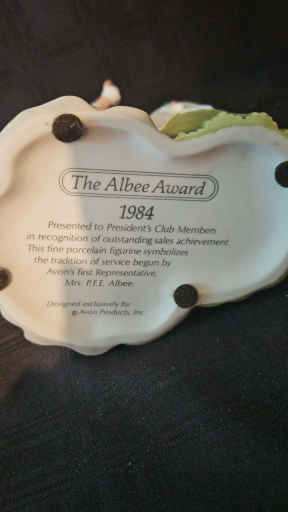 The Albee Award
1984
Presented to President's Club Members
in recognition of outstanding sales achievement.
This fine porcelain figurine symbolizes
the tradition of service begun by
Avon's first Representative,
Mrs. P.F.E. Albee.
Designed exclusively for
© Avon Products, Inc.